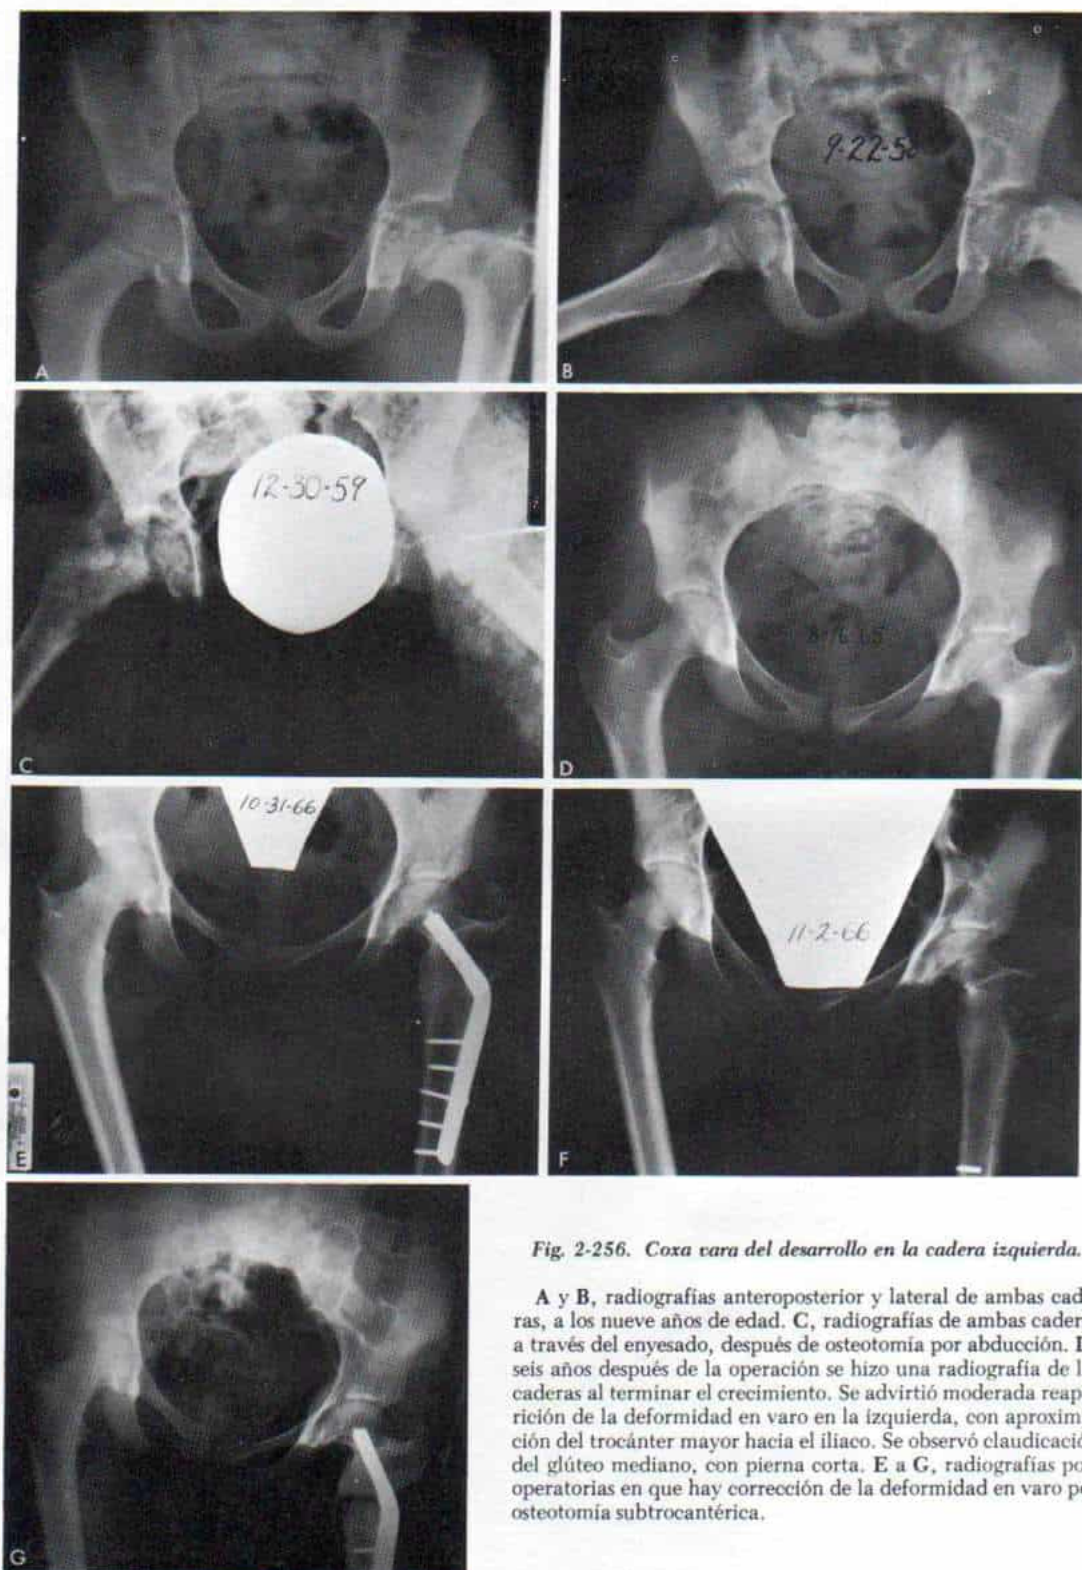 A
9-22-5
B
12-30-59
C
D
10-31-66
E
11-2-66
F
G
Fig. 2-256. Coxa vara del desarrollo en la cadera izquierda.
A y B, radiografías anteroposterior y lateral de ambas cade
ras, a los nueve años de edad. C, radiografías de ambas cader
a través del enyesado, después de osteotomía por abducción.
seis años después de la operación se hizo una radiografía de l
caderas al terminar el crecimiento. Se advirtió moderada reap
rición de la deformidad en varo en la izquierda, con aproxim
ción del trocánter mayor hacia el iliaco. Se observó claudicació
del glúteo mediano, con pierna corta. E a G, radiografías po
operatorias en que hay corrección de la deformidad en varo p
osteotomía subtrocantérica.